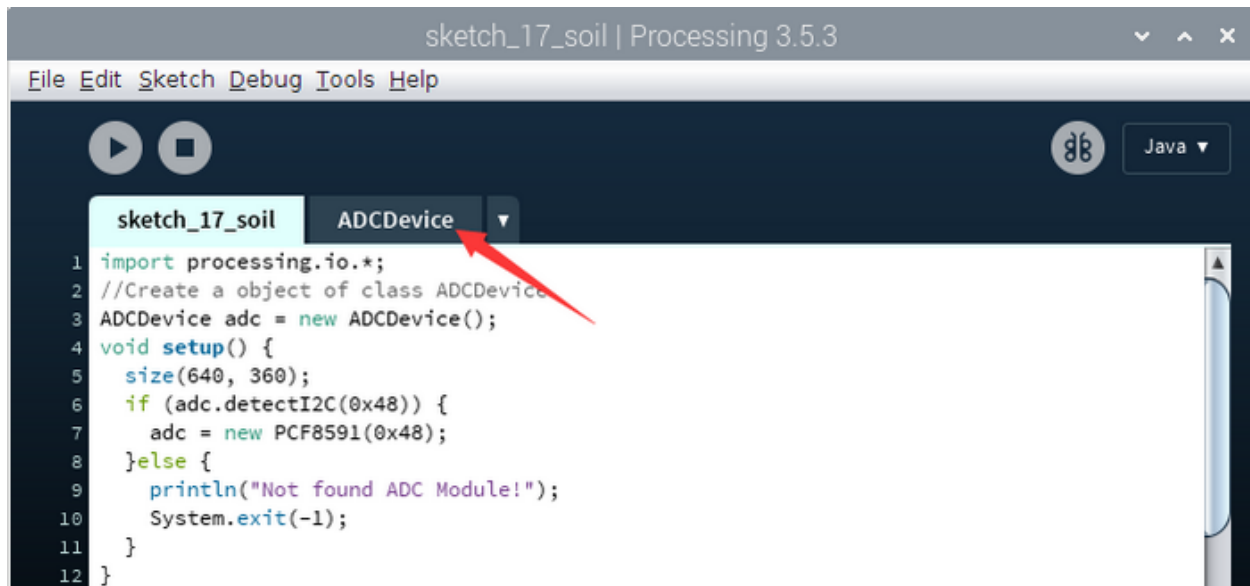 sketch_17_soil | Processing 3.5.3
File Edit Sketch Debug Tools Help
Java ▼
sketch_17_soil ADCDevice ▼
1 import processing.io.*;
2 //Create a object of class ADCDevice
3 ADCDevice adc = new ADCDevice();
4 void setup() {
5 size(640, 360);
6 if (adc.detectI2C(0x48)) {
7 adc = new PCF8591(0x48);
8 }else {
9 println("Not found ADC Module!");
10 System.exit(-1);
11 }
12 }